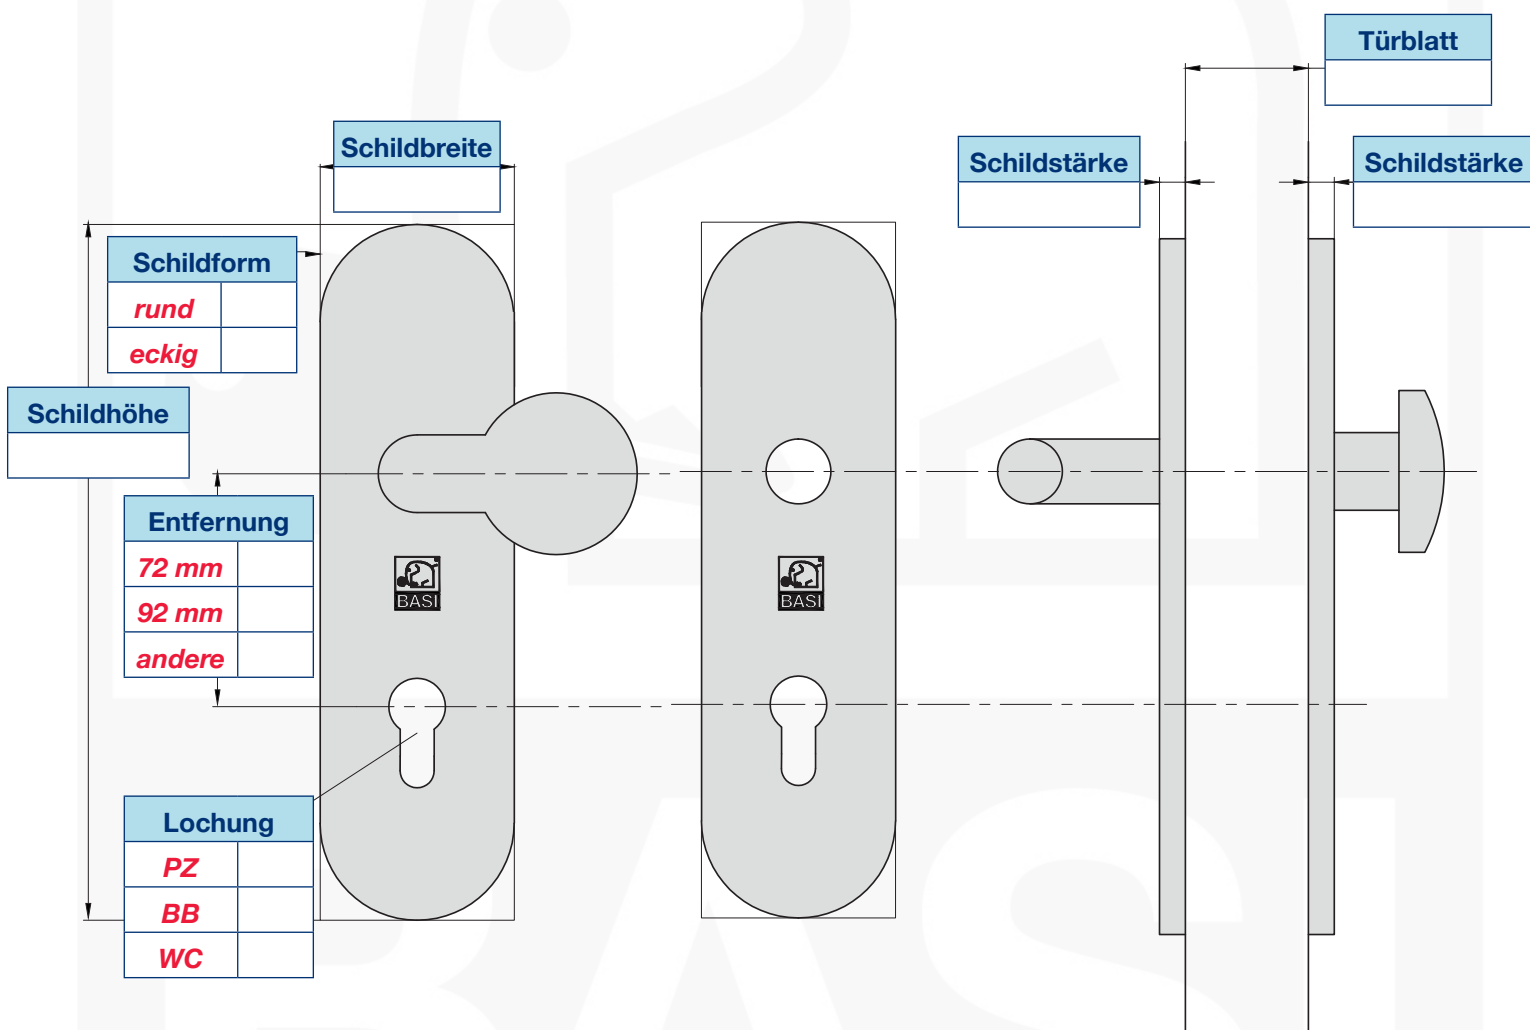 Türblatt
Schildbreite
Schildstärke
Schildstärke
Schildform
rund
eckig
Schildhöhe
Entfernung
72 mm
92 mm
andere
BASI
BASI
Lochung
PZ
BB
WC
BASI